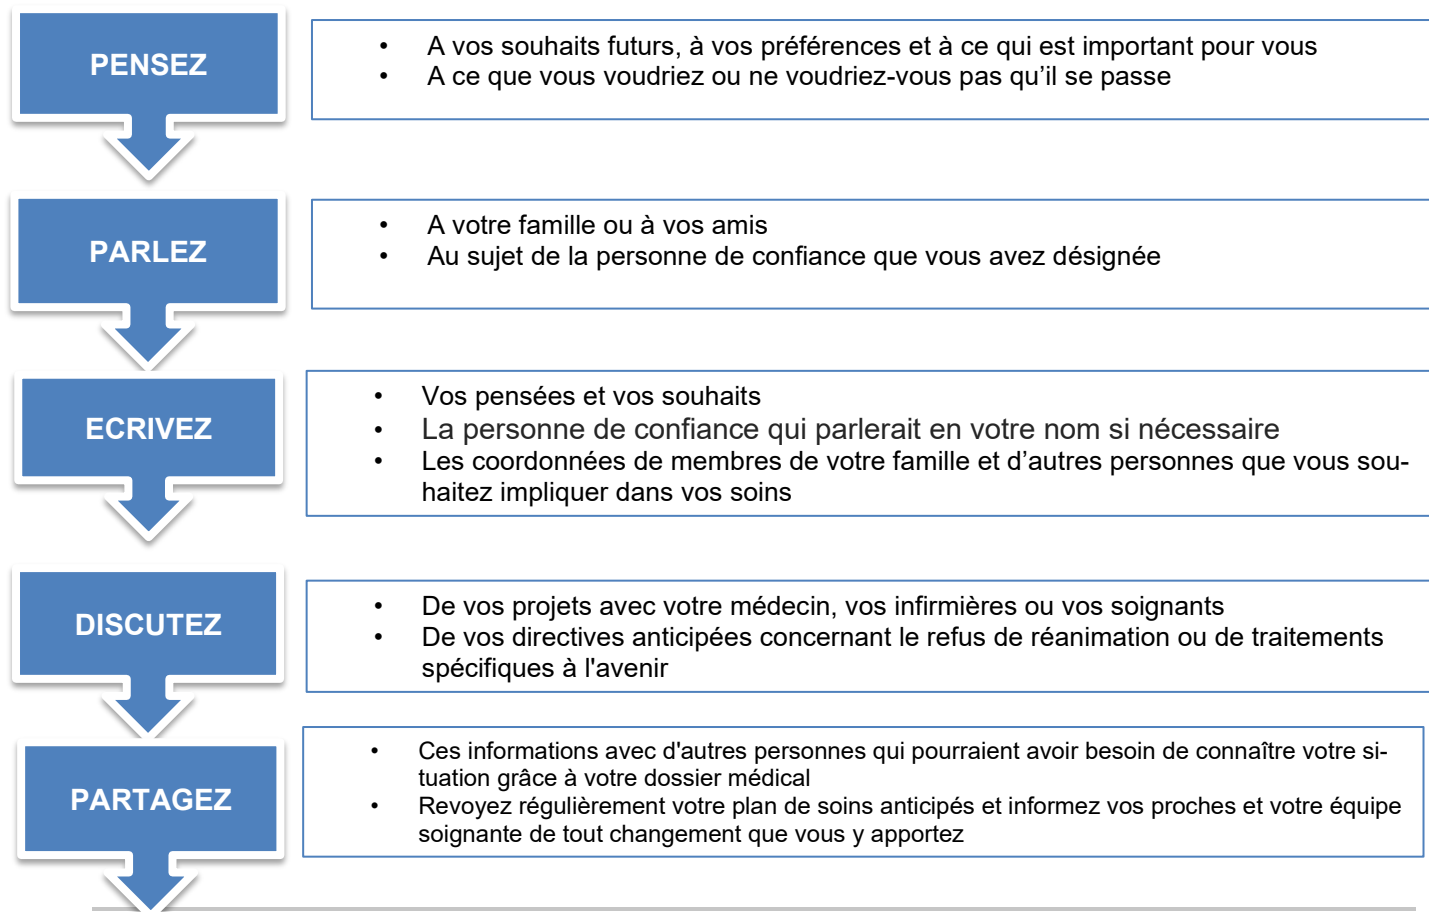 PENSEZ
• A vos souhaits futurs, à vos préférences et à ce qui est important pour vous
• A ce que vous voudriez ou ne voudriez-vous pas qu’il se passe
PARLEZ
• A votre famille ou à vos amis
• Au sujet de la personne de confiance que vous avez désignée
ECRIVEZ
• Vos pensées et vos souhaits
• La personne de confiance qui parlerait en votre nom si nécessaire
• Les coordonnées de membres de votre famille et d’autres personnes que vous sou-
haitez impliquer dans vos soins
DISCUTEZ
• De vos projets avec votre médecin, vos infirmières ou vos soignants
• De vos directives anticipées concernant le refus de réanimation ou de traitements
spécifiques à l'avenir
PARTAGEZ
• Ces informations avec d'autres personnes qui pourraient avoir besoin de connaître votre si-
tuation grâce à votre dossier médical
• Revoyez régulièrement votre plan de soins anticipés et informez vos proches et votre équipe
soignante de tout changement que vous y apportez